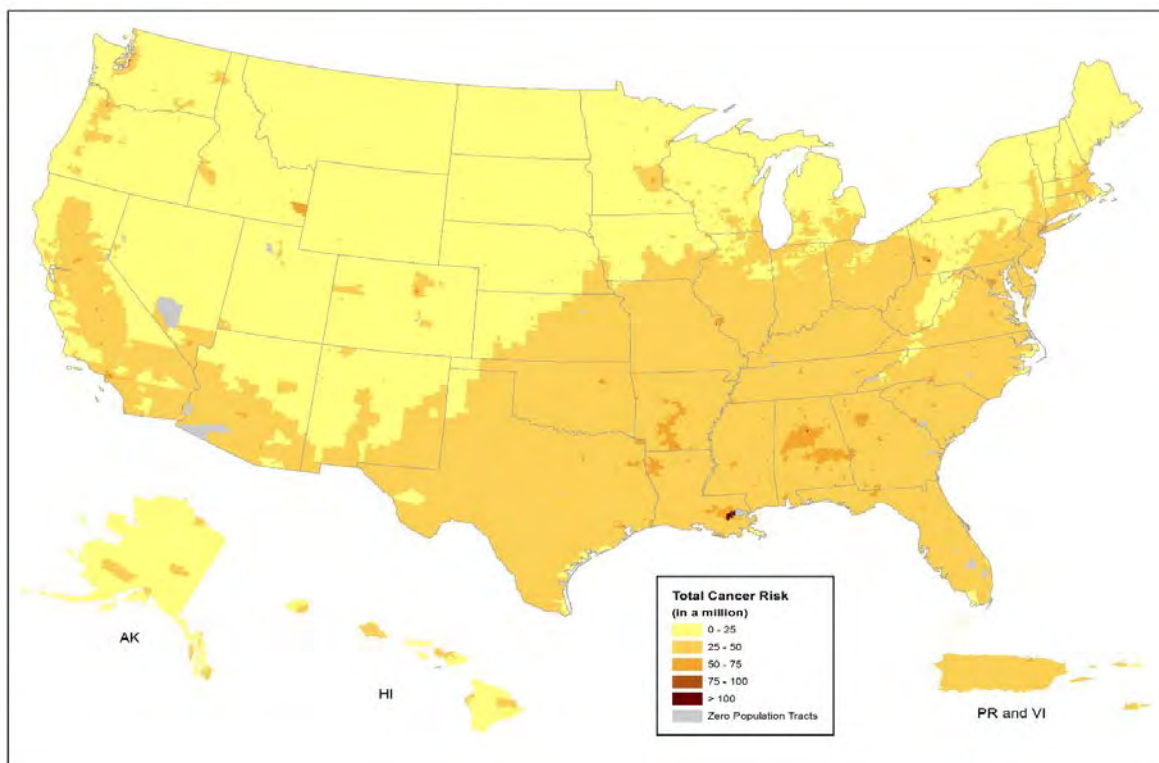 Total Cancer Risk
(in a million)
0 - 25
25 - 50
50 - 75
75 - 100
> 100
Zero Population Tracts
AK
HI
PR and VI